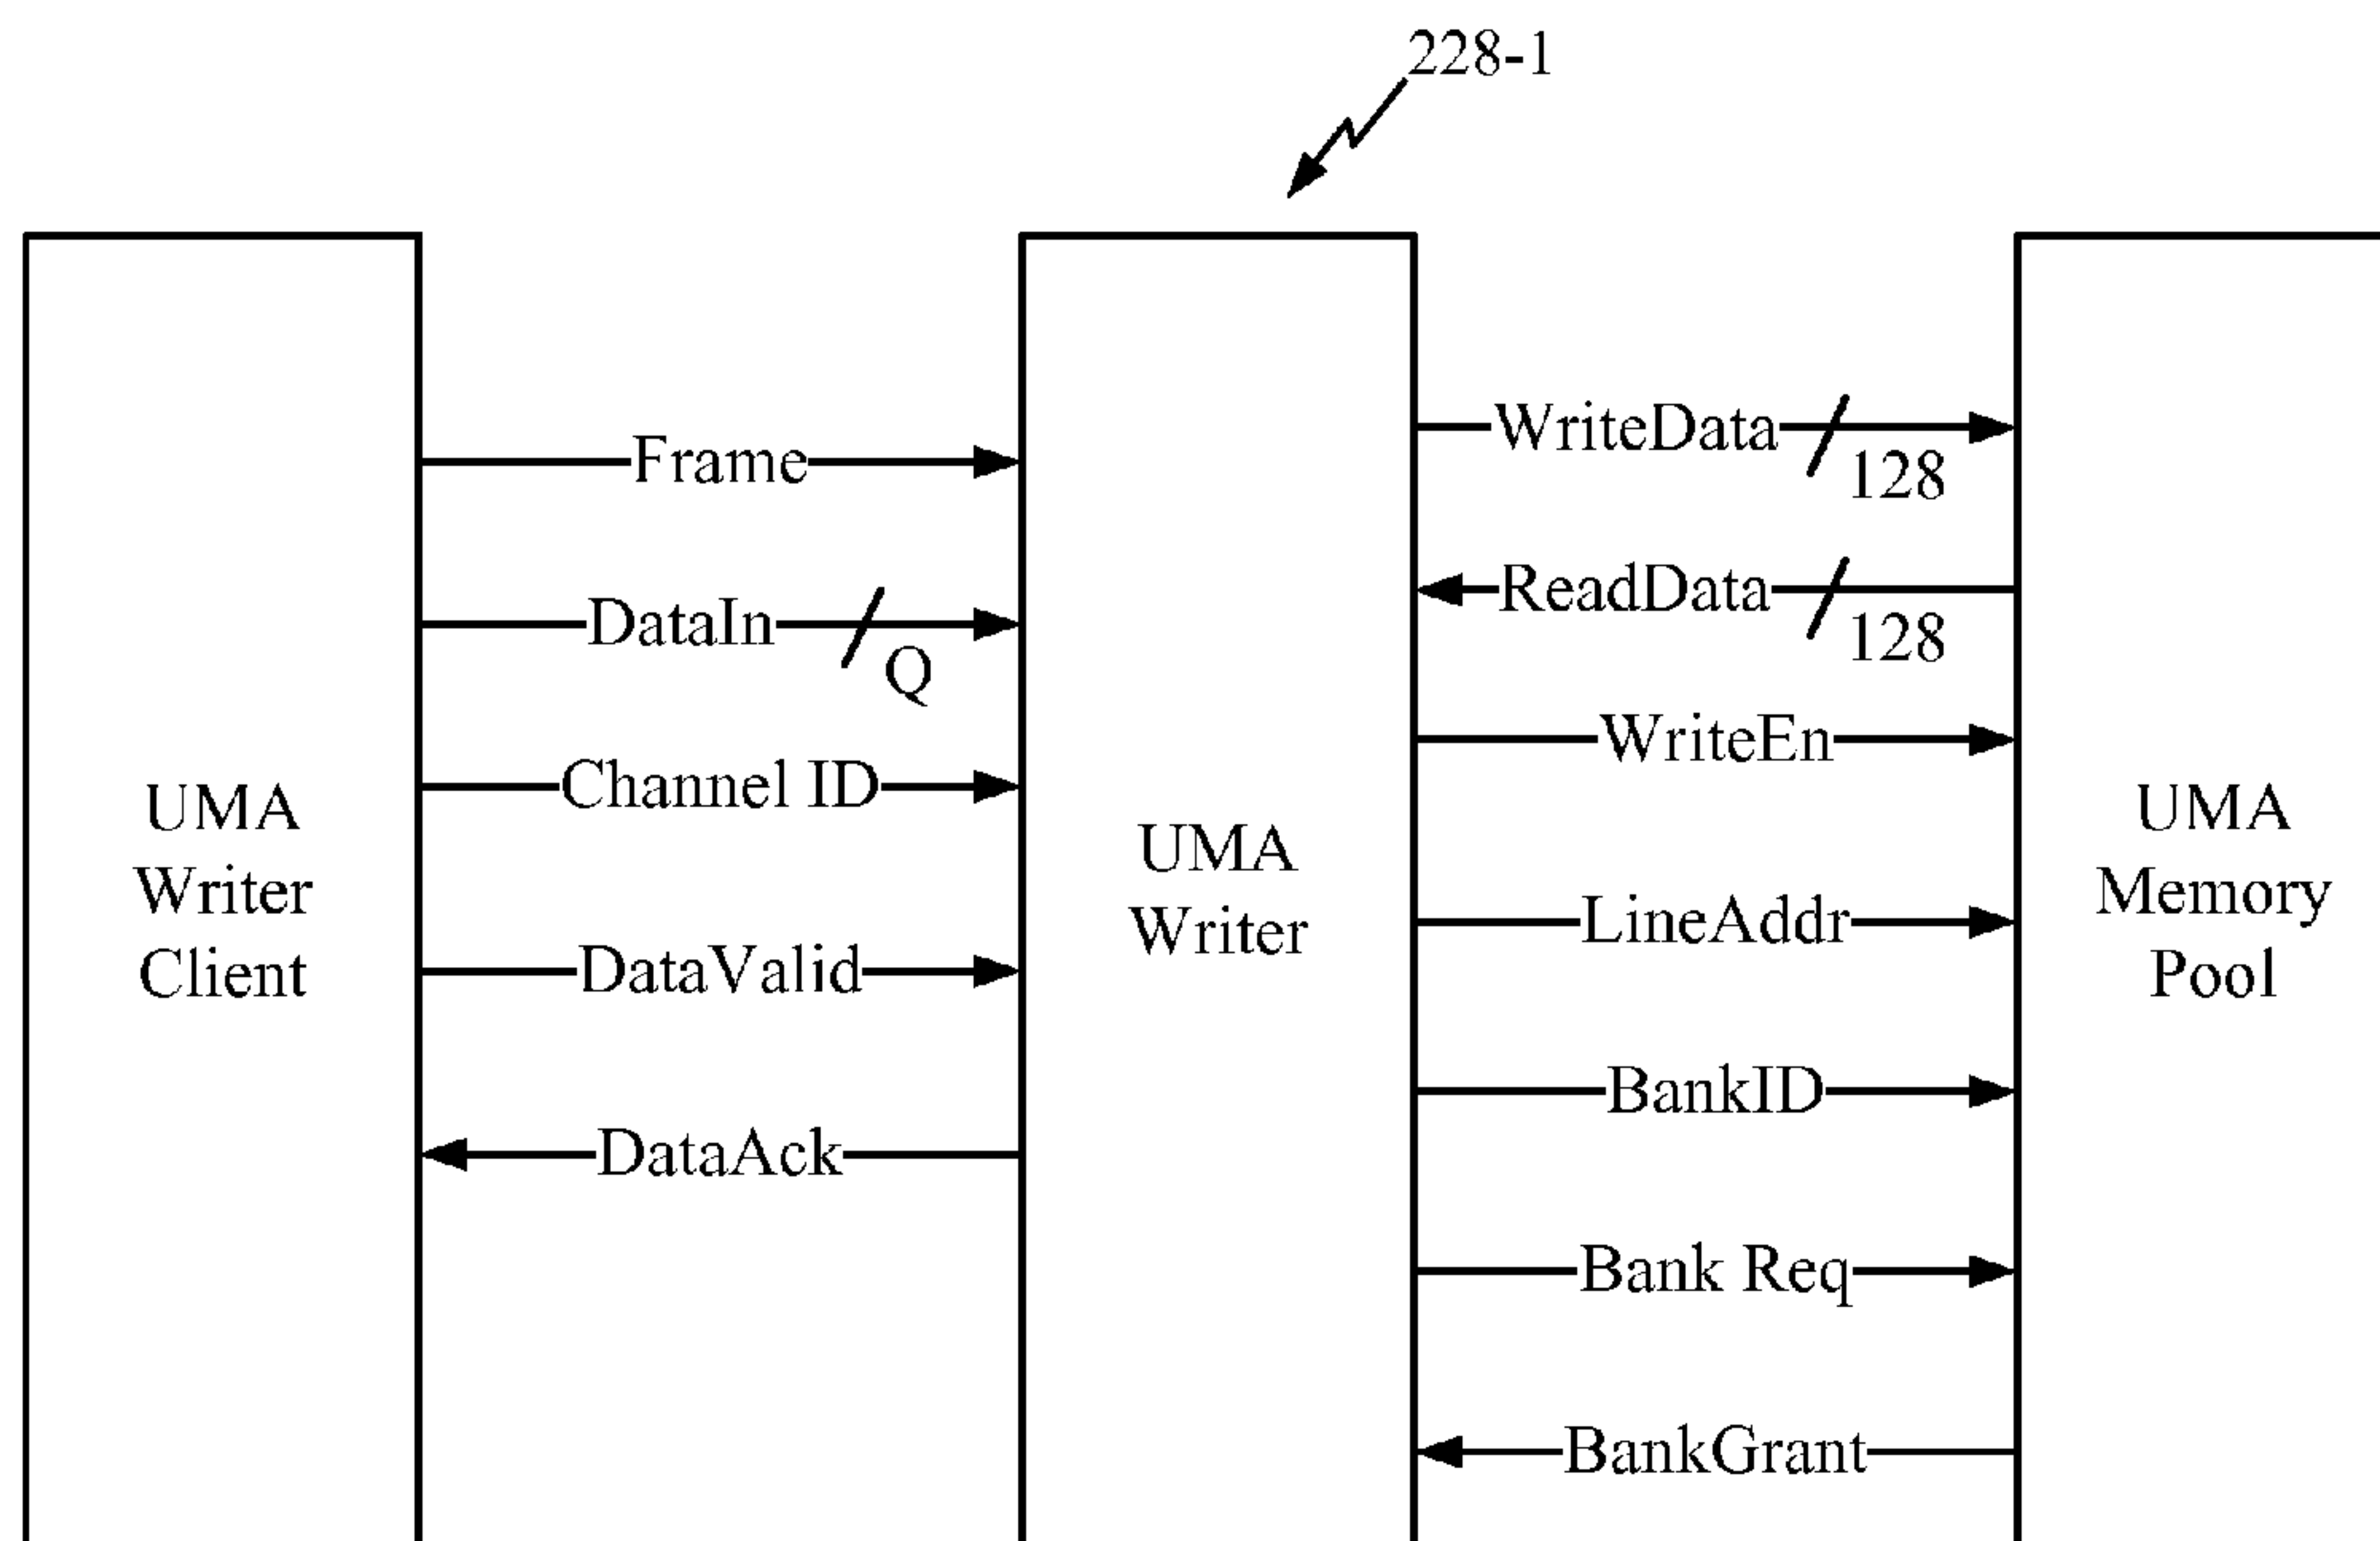 228-1
UMA
Writer
Client
Frame
DataIn
Q
Channel ID
DataValid
DataAck
UMA
Writer
WriteData
128
ReadData
128
WriteEn
LineAddr
BankID
Bank Req
BankGrant
UMA
Memory
Pool